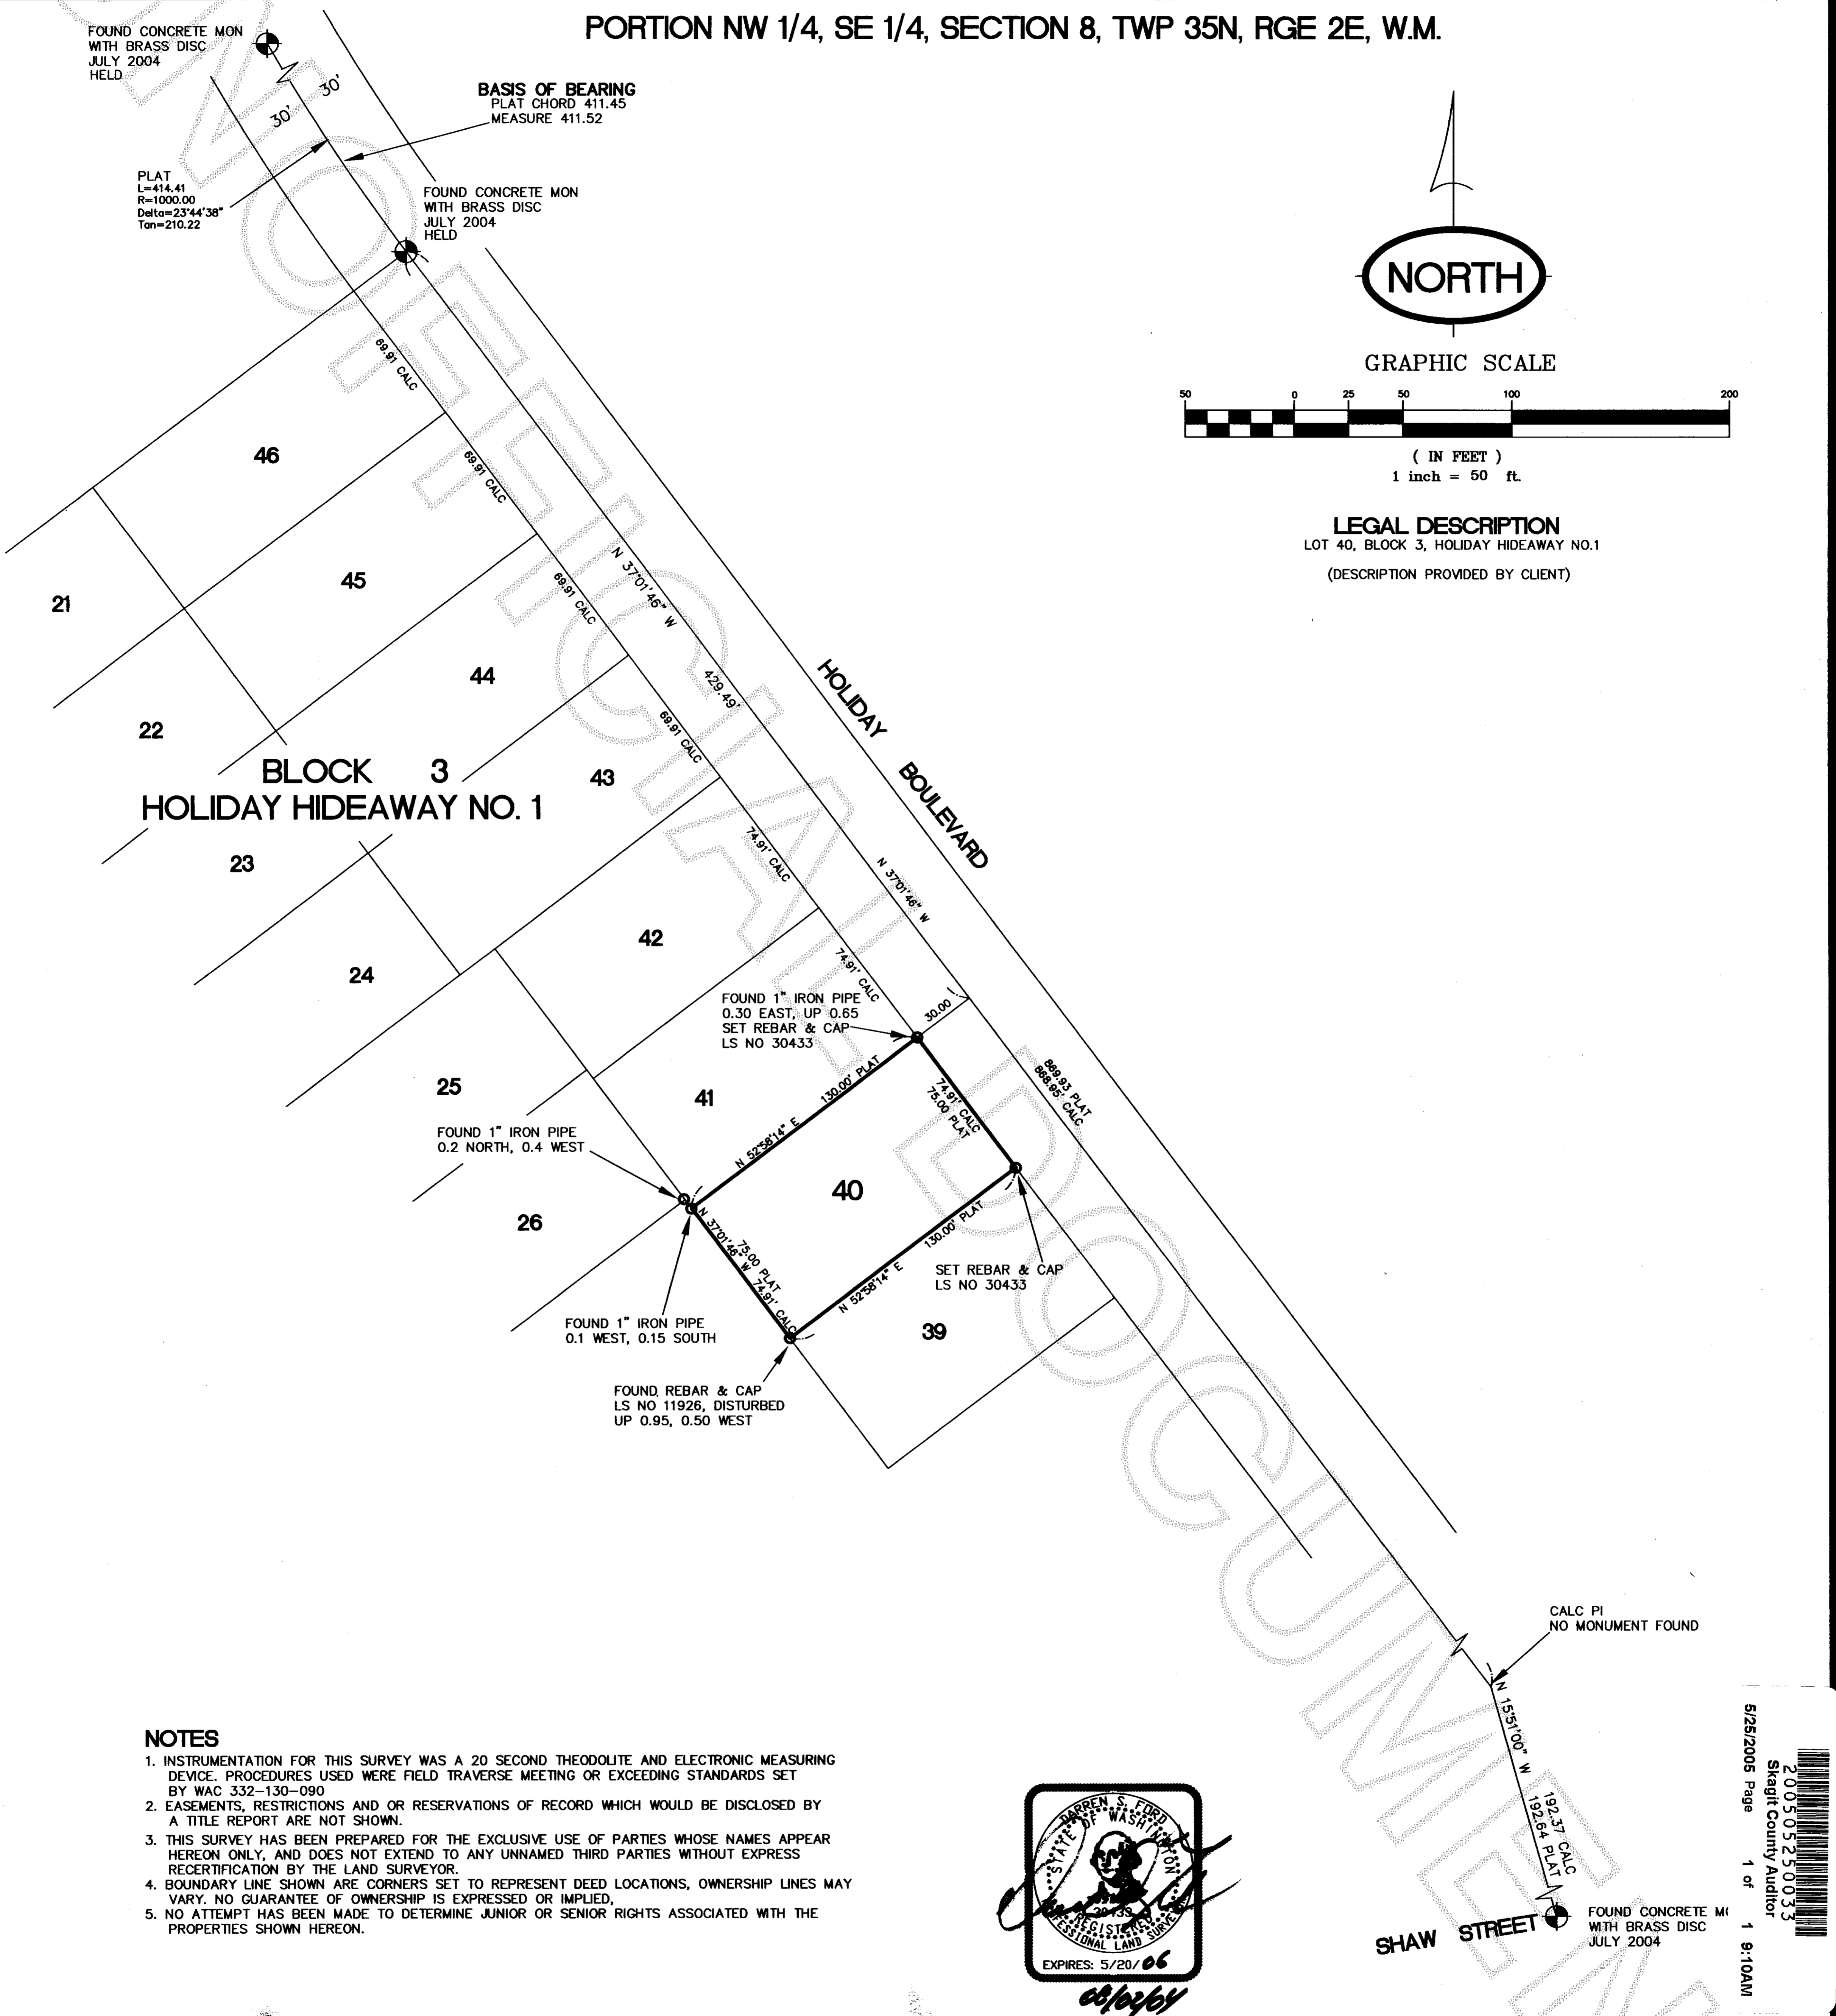 PORTION NW 1/4, SE 1/4, SECTION 8, TWP 35N, RGE 2E, W.M.
FOUND CONCRETE MON
WITH BRASS DISC
JULY 2004
HELD
30'
30'
BASIS OF BEARING
PLAT CHORD 411.45
MEASURE 411.52
PLAT
L=414.41
R=1000.00
Delta=23°44'38"
Tan=210.22
FOUND CONCRETE MON
WITH BRASS DISC
JULY 2004
HELD
NORTH
GRAPHIC SCALE
50 0 25 50 100 200
( IN FEET )
1 inch = 50 ft.
LEGAL DESCRIPTION
LOT 40, BLOCK 3, HOLIDAY HIDEAWAY NO.1
(DESCRIPTION PROVIDED BY CLIENT)
69.91 CALC
46
69.91 CALC
45
21
69.91 CALC
N 37°01'46" W
44
429.49'
69.91 CALC
22
HOLIDAY BOULEVARD
BLOCK 3
HOLIDAY HIDEAWAY NO. 1
43
74.91' CALC
23
N 37°01'46" W
42
74.91' CALC
24
FOUND 1" IRON PIPE
0.30 EAST, UP 0.65
SET REBAR & CAP
LS NO 30433
30.00
869.93 PLAT
868.95' CALC
25
41
130.00' PLAT
N 52°58'14" E
74.91' CALC
75.00 PLAT
FOUND 1" IRON PIPE
0.2 NORTH, 0.4 WEST
40
26
N 37°01'46" W
75.00 PLAT
74.91' CALC
130.00' PLAT
N 52°58'14" E
SET REBAR & CAP
LS NO 30433
FOUND 1" IRON PIPE
0.1 WEST, 0.15 SOUTH
39
FOUND REBAR & CAP
LS NO 11926, DISTURBED
UP 0.95, 0.50 WEST
CALC PI
NO MONUMENT FOUND
N 15°51'00" W
192.37 CALC
192.64 PLAT
SHAW STREET
FOUND CONCRETE
WITH BRASS DISC
JULY 2004
NOTES
1. INSTRUMENTATION FOR THIS SURVEY WAS A 20 SECOND THEODOLITE AND ELECTRONIC MEASURING
DEVICE. PROCEDURES USED WERE FIELD TRAVERSE MEETING OR EXCEEDING STANDARDS SET
BY WAC 332-130-090
2. EASEMENTS, RESTRICTIONS AND OR RESERVATIONS OF RECORD WHICH WOULD BE DISCLOSED BY
A TITLE REPORT ARE NOT SHOWN.
3. THIS SURVEY HAS BEEN PREPARED FOR THE EXCLUSIVE USE OF PARTIES WHOSE NAMES APPEAR
HEREON ONLY, AND DOES NOT EXTEND TO ANY UNNAMED THIRD PARTIES WITHOUT EXPRESS
RECERTIFICATION BY THE LAND SURVEYOR.
4. BOUNDARY LINE SHOWN ARE CORNERS SET TO REPRESENT DEED LOCATIONS, OWNERSHIP LINES MAY
VARY. NO GUARANTEE OF OWNERSHIP IS EXPRESSED OR IMPLIED,
5. NO ATTEMPT HAS BEEN MADE TO DETERMINE JUNIOR OR SENIOR RIGHTS ASSOCIATED WITH THE
PROPERTIES SHOWN HEREON.
DARREN S. FORD
STATE OF WASHINGTON
30433
REGISTERED
PROFESSIONAL LAND SURVEYOR
EXPIRES: 5/20/06
08/02/04
200505250033
Skagit County Auditor
5/25/2005 Page 1 of 1 9:10AM
UNOFFICIAL DOCUMENT